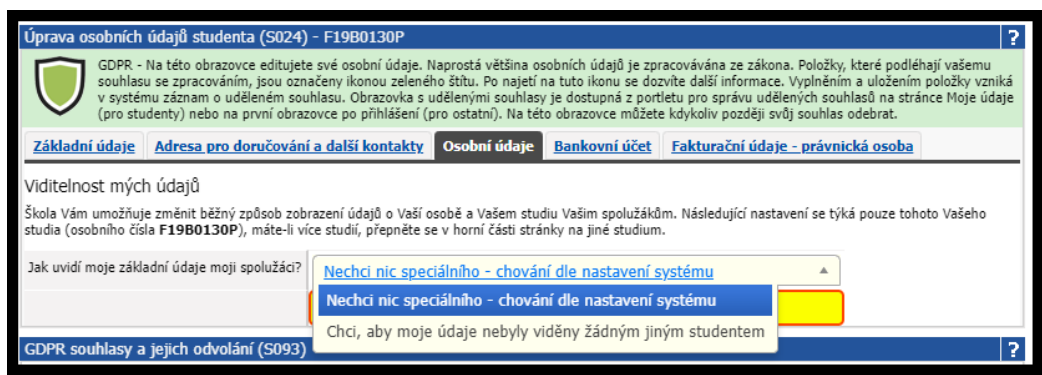 Úprava osobních údajů studenta (S024) - F19B0130P ?
GDPR - Na této obrazovce editujete své osobní údaje. Naprostá většina osobních údajů je zpracovávána ze zákona. Položky, které podléhají vašemu
souhlasu se zpracováním, jsou označeny ikonou zeleného štítu. Po najetí na tuto ikonu se dozvíte další informace. Vyplněním a uložením položky vzniká
v systému záznam o uděleném souhlasu. Obrazovka s udělenými souhlasy je dostupná z portletu pro správu udělených souhlasů na stránce Moje údaje
(pro studenty) nebo na první obrazovce po přihlášení (pro ostatní). Na této obrazovce můžete kdykoliv později svůj souhlas odebrat.
Základní údaje Adresa pro doručování a další kontakty Osobní údaje Bankovní účet Fakturační údaje - právnická osoba
Viditelnost mých údajů
Škola Vám umožňuje změnit běžný způsob zobrazení údajů o Vaší osobě a Vašem studiu Vašim spolužákům. Následující nastavení se týká pouze tohoto Vašeho
studia (osobního čísla F19B0130P), máte-li více studií, přepněte se v horní části stránky na jiné studium.
Jak uvidí moje základní údaje moji spolužáci? Nechci nic speciálního - chování dle nastavení systému
Nechci nic speciálního - chování dle nastavení systému
Chci, aby moje údaje nebyly viděny žádným jiným studentem
GDPR souhlasy a jejich odvolání (S093) ?